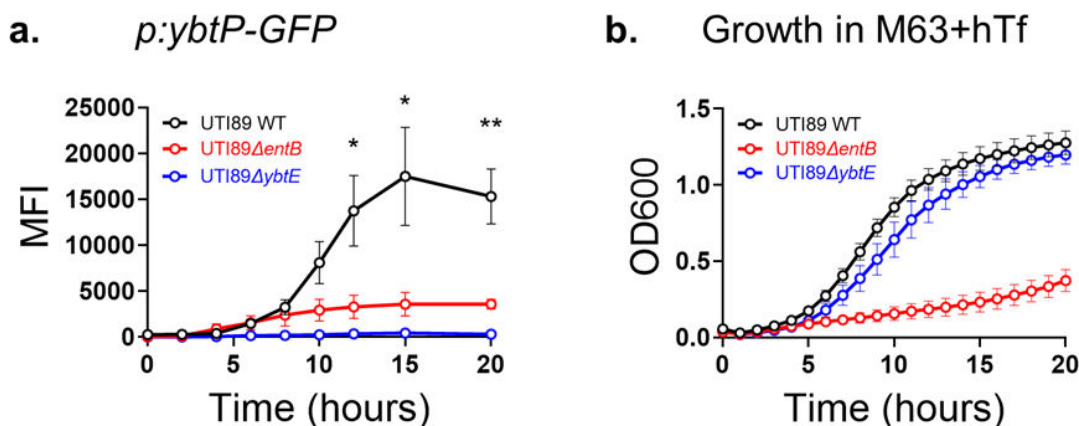 a. p:ybtP-GFP
MFI
25000
20000
15000
10000
5000
0
UTI89 WT
UTI89ΔentB
UTI89ΔybtE
*
*
**
0 5 10 15 20
Time (hours)
b. Growth in M63+hTf
OD600
1.5
1.0
0.5
0.0
UTI89 WT
UTI89ΔentB
UTI89ΔybtE
0 5 10 15 20
Time (hours)